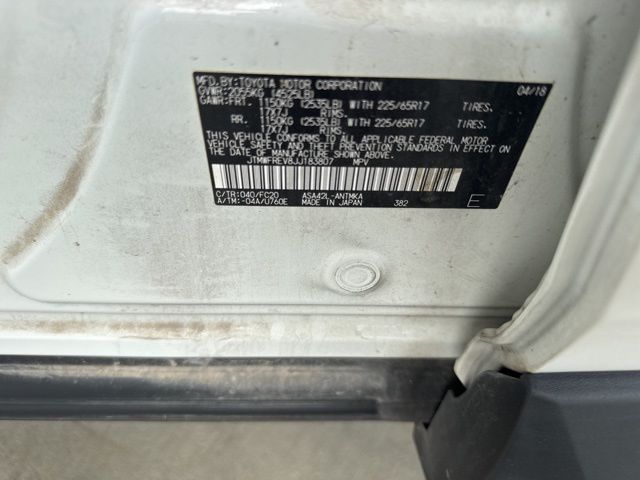 MFD.BY:TOYOTA MOTOR CORPORATION 04/18
GVWR:2055KG (4525LB)
GAWR:FRT. 1150KG (2535LB) WITH 225/65R17 TIRES.
17X7J RIMS.
RR. 1150KG (2535LB) WITH 225/65R17 TIRES.
17X7J RIMS.
THIS VEHICLE CONFORMS TO ALL APPLICABLE FEDERAL MOTOR
VEHICLE SAFETY AND THEFT PREVENTION STANDARDS IN EFFECT
ON THE DATE OF MANUFACTURE SHOWN ABOVE.
JTMWFREV8JJ183807 MPV
C/TR:040/FC20 ASA42L-ANTMKA
A/TM:-04A/U760E MADE IN JAPAN 382 E